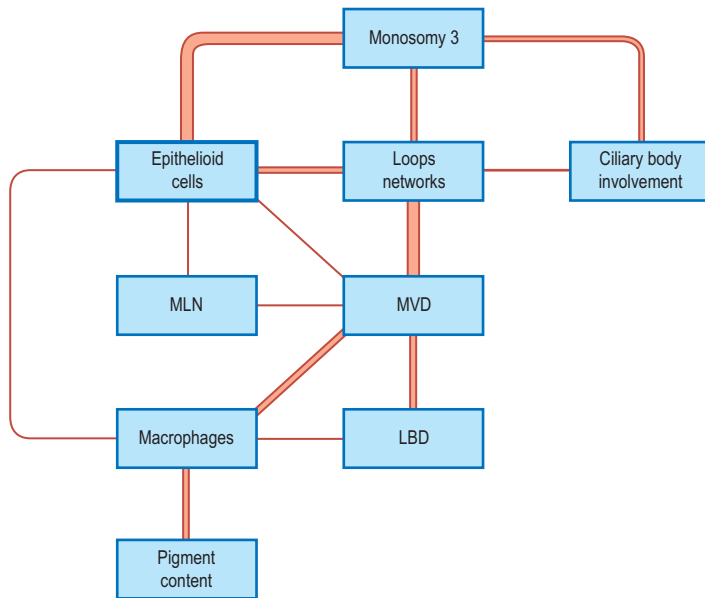 Monosomy 3
Epithelioid
cells
Loops
networks
Ciliary body
involvement
MLN
MVD
Macrophages
LBD
Pigment
content